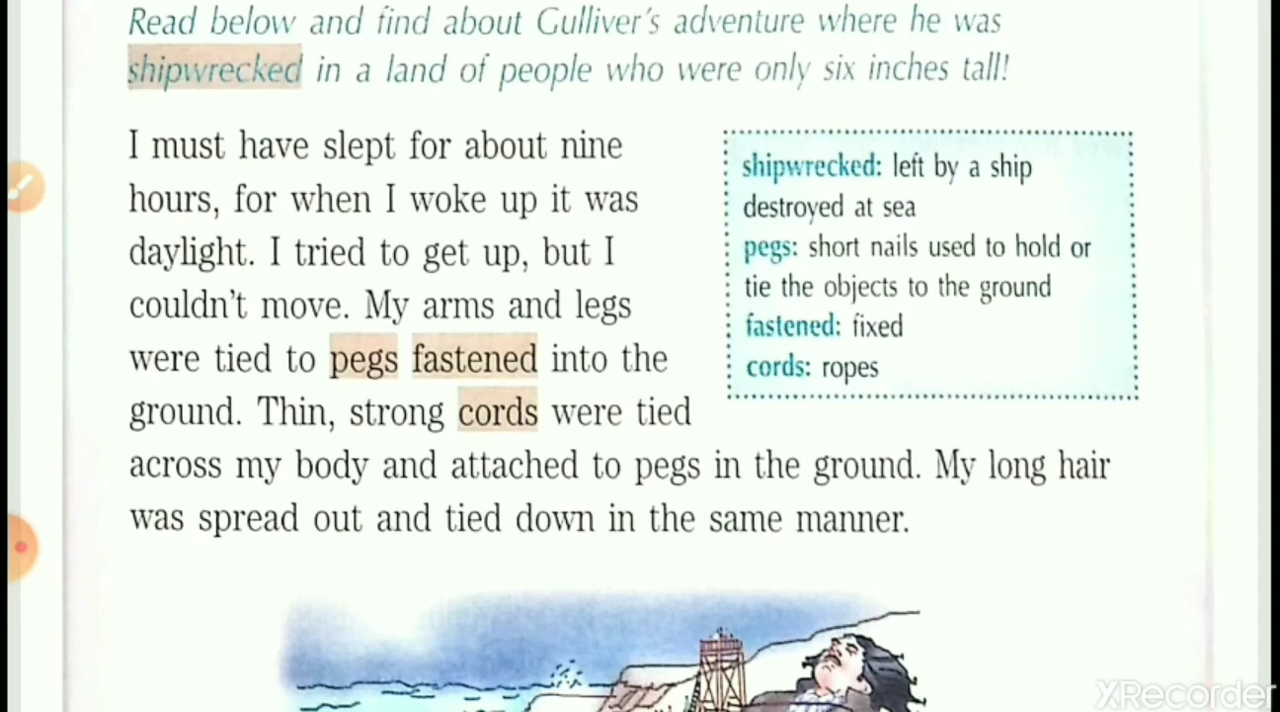 Read below and find about Gulliver's adventure where he was
shipwrecked in a land of people who were only six inches tall!
I must have slept for about nine
hours, for when I woke up it was
daylight. I tried to get up, but I
couldn't move. My arms and legs
were tied to pegs fastened into the
ground. Thin, strong cords were tied
across my body and attached to pegs in the ground. My long hair
was spread out and tied down in the same manner.
shipwrecked: left by a ship
destroyed at sea
pegs: short nails used to hold or
tie the objects to the ground
fastened: fixed
cords: ropes
XRecorder